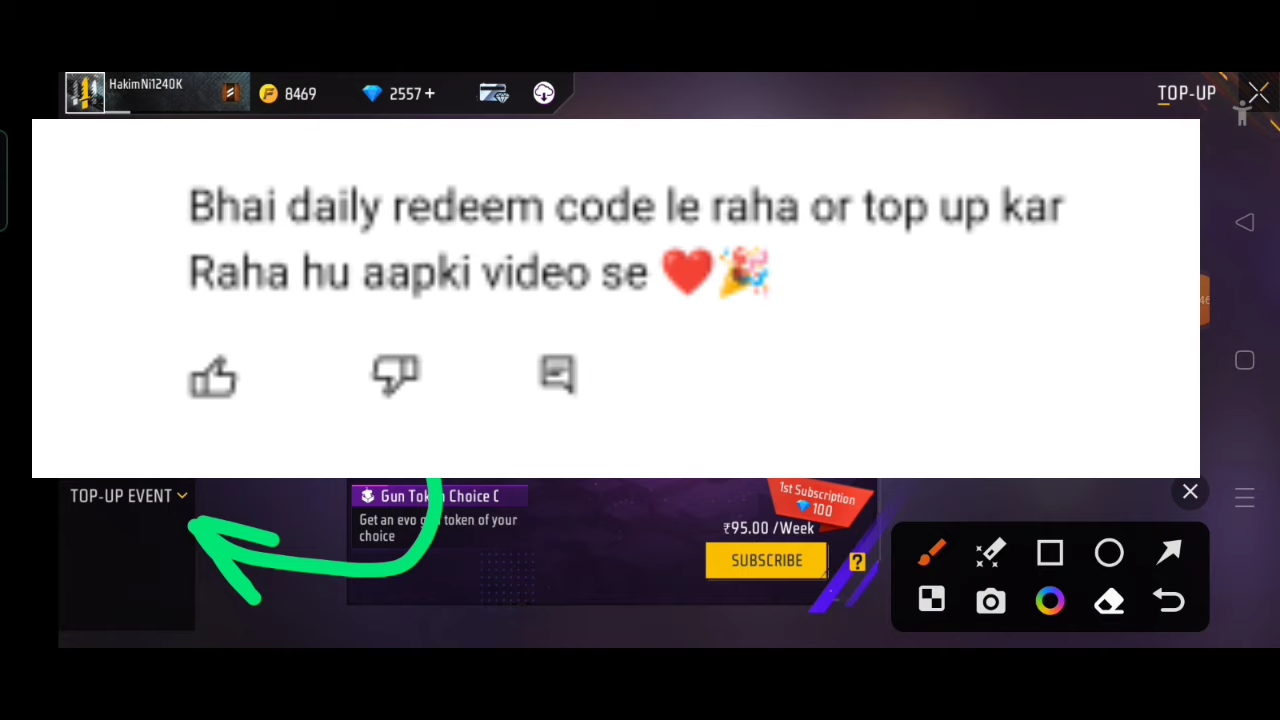 HakimNi1240K
8469
2557 +
TOP-UP
Bhai daily redeem code le raha or top up kar
Raha hu aapki video se ❤️🎉
TOP-UP EVENT
Gun Token Choice C
Get an evo gun token of your
choice
1st Subscription
100
₹95.00 /Week
SUBSCRIBE
?